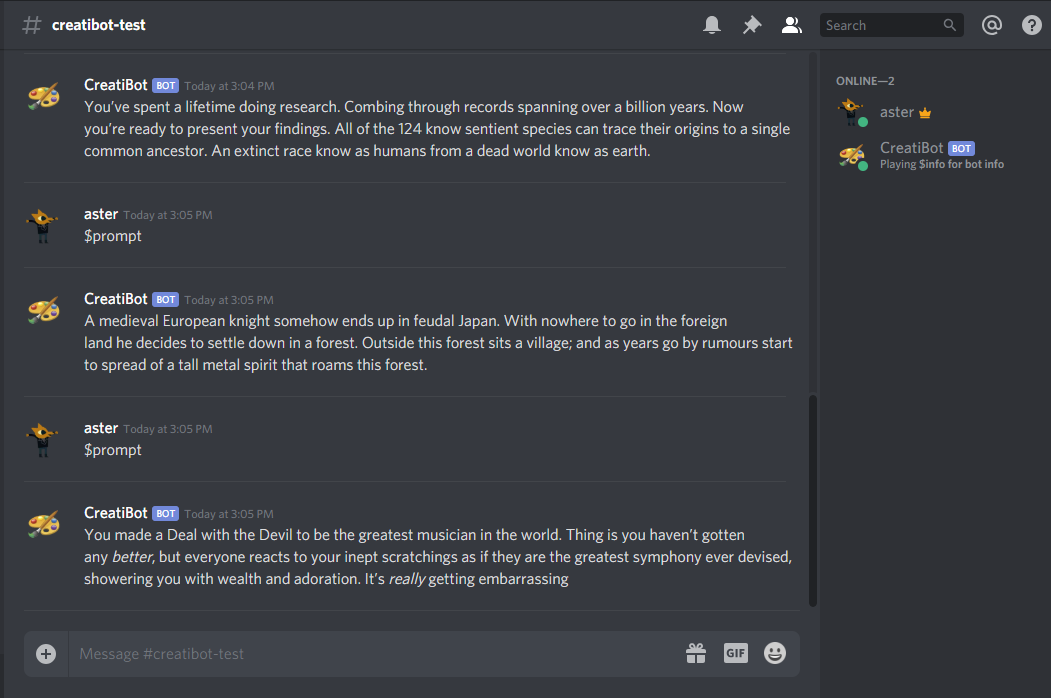 # creatibot-test
Search
CreatiBot BOT Today at 3:04 PM
You've spent a lifetime doing research. Combing through records spanning over a billion years. Now
you're ready to present your findings. All of the 124 know sentient species can trace their origins to a single
common ancestor. An extinct race know as humans from a dead world know as earth.
aster Today at 3:05 PM
$prompt
CreatiBot BOT Today at 3:05 PM
A medieval European knight somehow ends up in feudal Japan. With nowhere to go in the foreign
land he decides to settle down in a forest. Outside this forest sits a village; and as years go by rumours start
to spread of a tall metal spirit that roams this forest.
aster Today at 3:05 PM
$prompt
CreatiBot BOT Today at 3:05 PM
You made a Deal with the Devil to be the greatest musician in the world. Thing is you haven't gotten
any better, but everyone reacts to your inept scratchings as if they are the greatest symphony ever devised,
showering you with wealth and adoration. It's really getting embarrassing
Message #creatibot-test
GIF
ONLINE—2
aster
CreatiBot BOT
Playing $info for bot info